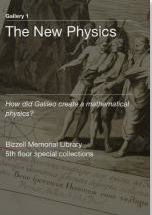 Gallery 1
The New Physics
How did Galileo create a mathematical
physics?
Bizzell Memorial Library
5th floor special collections